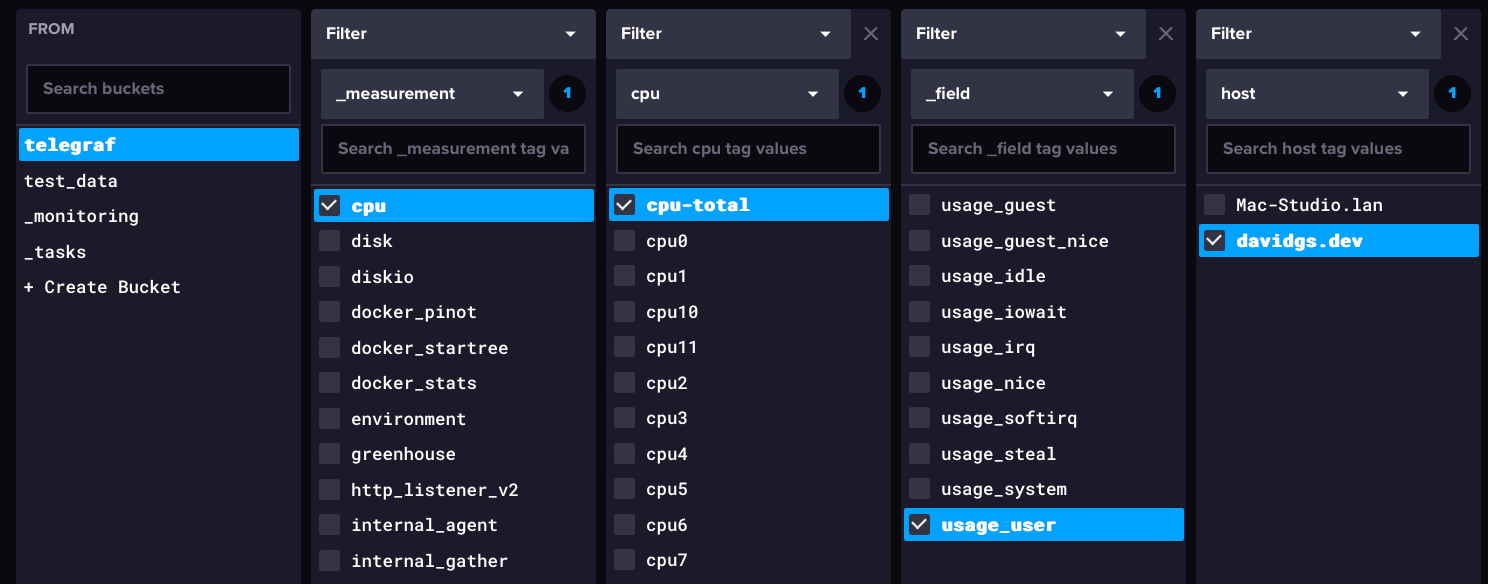 FROM
Search buckets
telegraf
test_data
_monitoring
_tasks
+ Create Bucket
Filter
_measurement 1
Search _measurement tag va
cpu
disk
diskio
docker_pinot
docker_startree
docker_stats
environment
greenhouse
http_listener_v2
internal_agent
internal_gather
Filter
cpu 1
Search cpu tag values
cpu-total
cpu0
cpu1
cpu10
cpu11
cpu2
cpu3
cpu4
cpu5
cpu6
cpu7
Filter
_field 1
Search _field tag values
usage_guest
usage_guest_nice
usage_idle
usage_iowait
usage_irq
usage_nice
usage_softirq
usage_steal
usage_system
usage_user
Filter
host 1
Search host tag values
Mac-Studio.lan
davidgs.dev